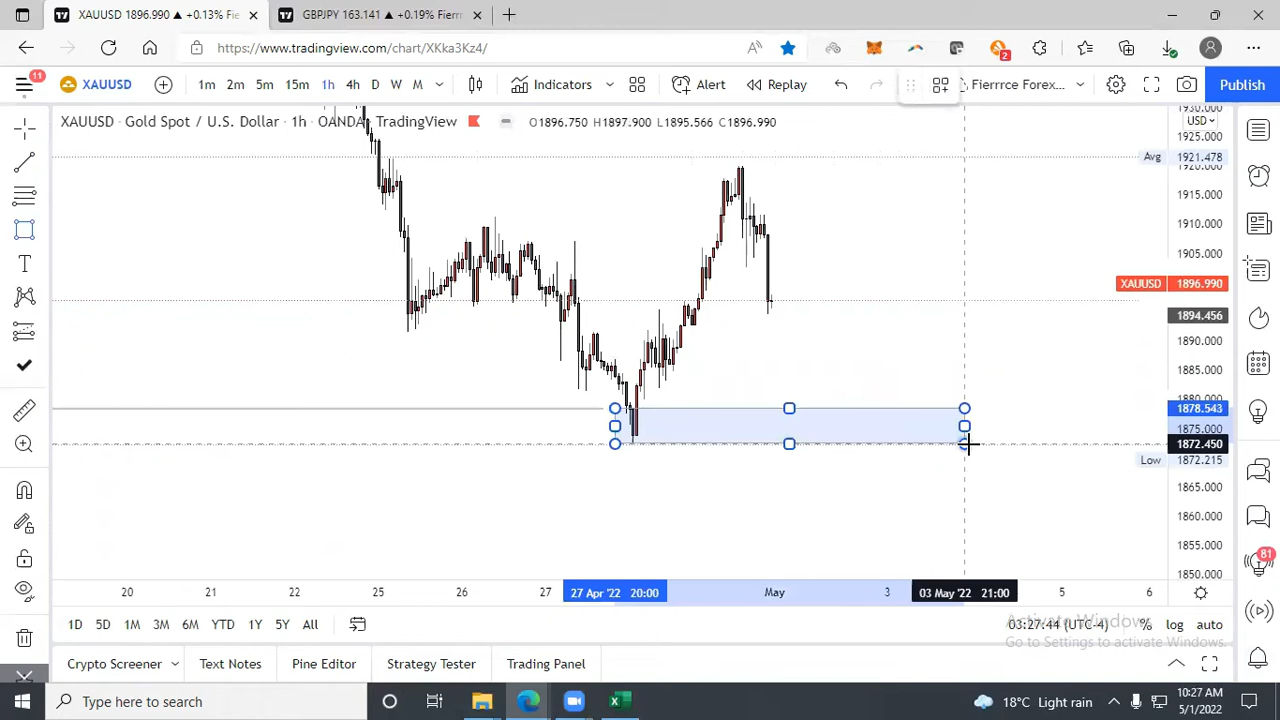 XAUUSD 1896.990 ▲ +0.13% Fie
GBPJPY 163.141 ▲ +0.19% Fierrr
https://www.tradingview.com/chart/XKka3Kz4/
2
11
XAUUSD
1m 2m 5m 15m 1h 4h D W M
Indicators
Alert
Replay
Fierrrce Forex...
Publish
XAUUSD · Gold Spot / U.S. Dollar · 1h · OANDA · TradingView
O1896.750 H1897.900 L1895.566 C1896.990
1930.000
USD
1925.000
Avg 1921.478
1920.000
1915.000
1910.000
1905.000
XAUUSD 1896.990
1894.456
1890.000
1885.000
1880.000
1878.543
1875.000
1872.450
Low 1872.215
1865.000
1860.000
1855.000
1850.000
81
20 21 22 25 26 27 27 Apr '22 20:00 May 3 03 May '22 21:00 5 6
1D 5D 1M 3M 6M YTD 1Y 5Y All
03:27:44 (UTC-4) % log auto
Activate Windows
Go to Settings to activate Windows.
Crypto Screener
Text Notes
Pine Editor
Strategy Tester
Trading Panel
Type here to search
18°C Light rain
10:27 AM
5/1/2022